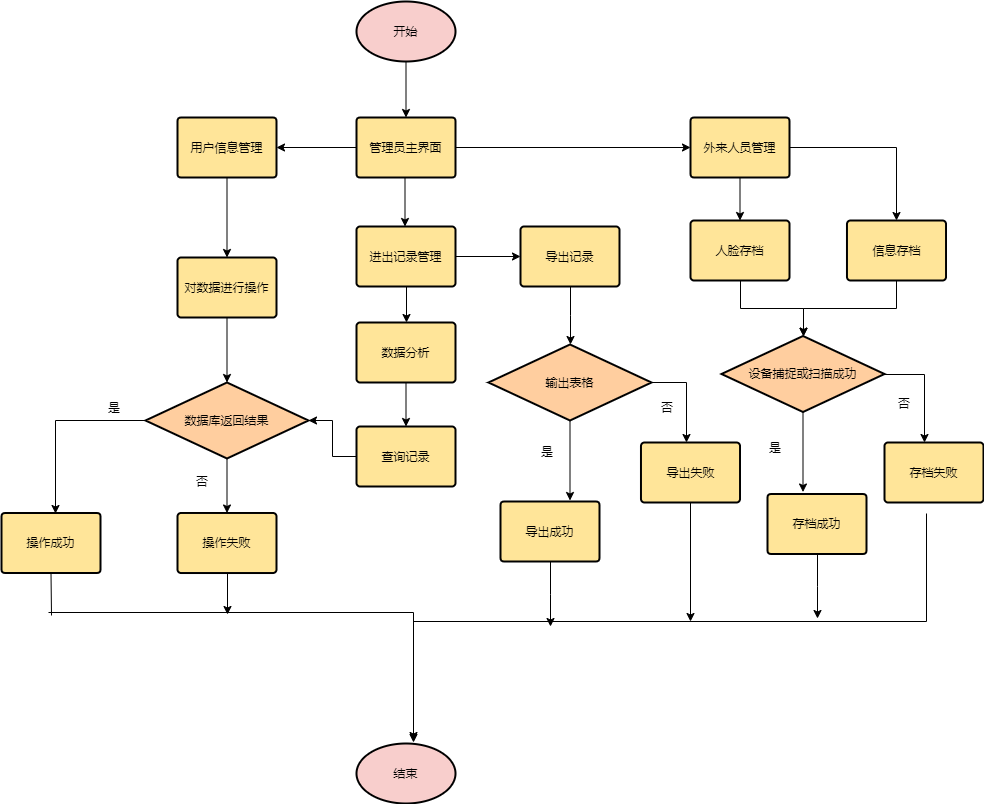 开始
用户信息管理
管理员主界面
外来人员管理
进出记录管理
导出记录
人脸存档
信息存档
对数据进行操作
数据分析
输出表格
设备捕捉或扫描成功
是
否
否
数据库返回结果
查询记录
是
是
否
导出失败
存档失败
操作成功
操作失败
导出成功
存档成功
结束